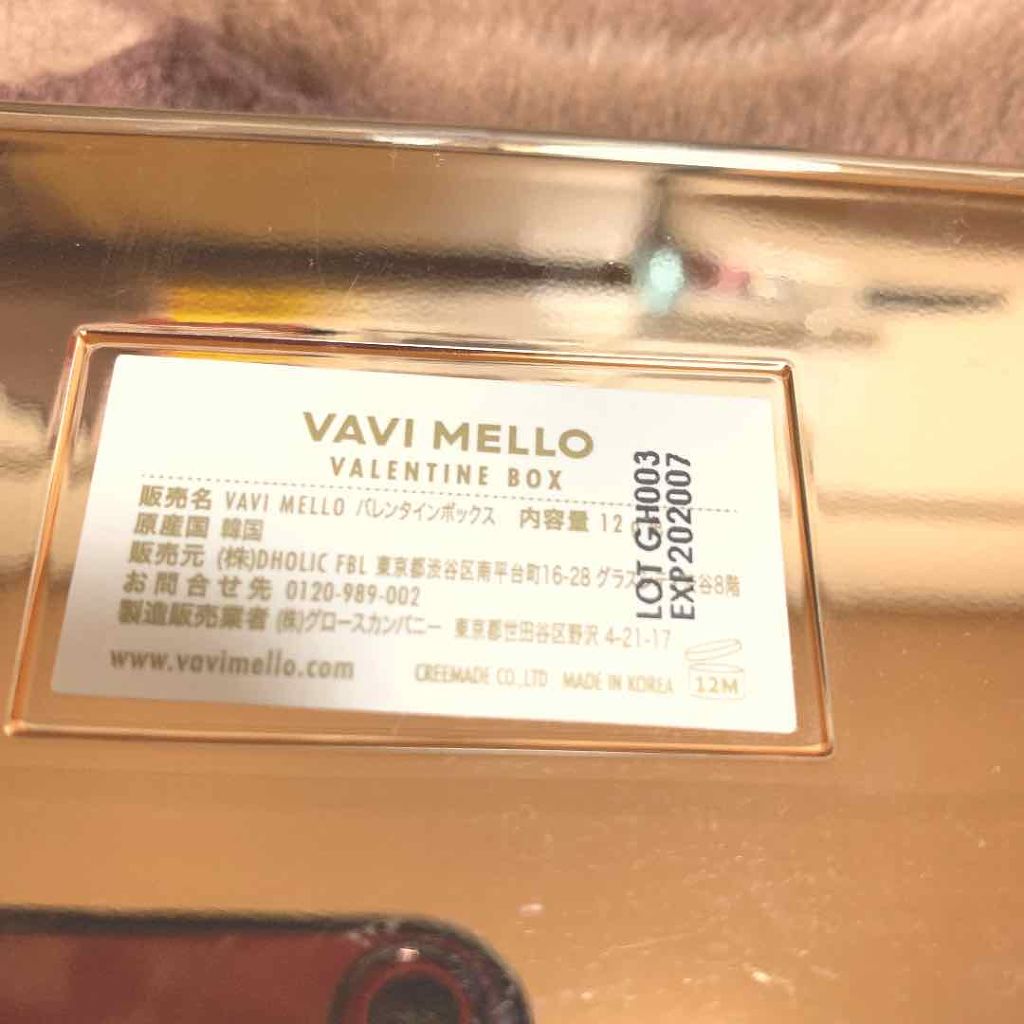 VAVI MELLO
VALENTINE BOX
販売名 VAVI MELLO バレンタインボックス 内容量 12
原産国 韓国
販売元 (株)DHOLIC FBL 東京都渋谷区南平台町16-28 グラス 谷8階
お問合せ先 0120-989-002
製造販売業者 (株)グロースカンパニー 東京都世田谷区野沢 4-21-17
www.vavimello.com CREEMADE CO.,LTD MADE IN KOREA 12M
LOT GH003
EXP202007